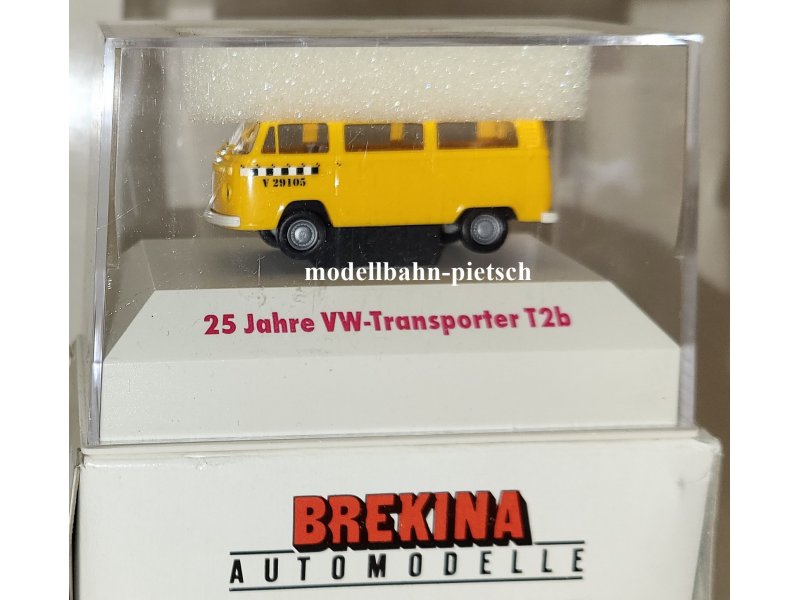 V 29105
modellbahn-pietsch
25 Jahre VW-Transporter T2b
BREKINA
AUTOMODELLE